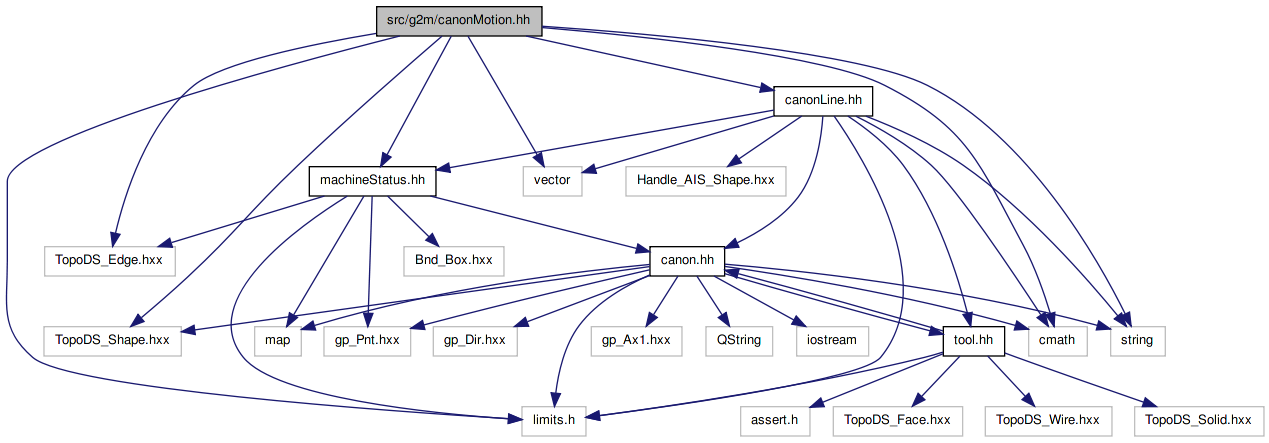 src/g2m/canonMotion.hh
canonLine.hh
machineStatus.hh
vector
Handle_AIS_Shape.hxx
TopoDS_Edge.hxx
Bnd_Box.hxx
canon.hh
TopoDS_Shape.hxx
map
gp_Pnt.hxx
gp_Dir.hxx
gp_Ax1.hxx
QString
iostream
tool.hh
cmath
string
limits.h
assert.h
TopoDS_Face.hxx
TopoDS_Wire.hxx
TopoDS_Solid.hxx